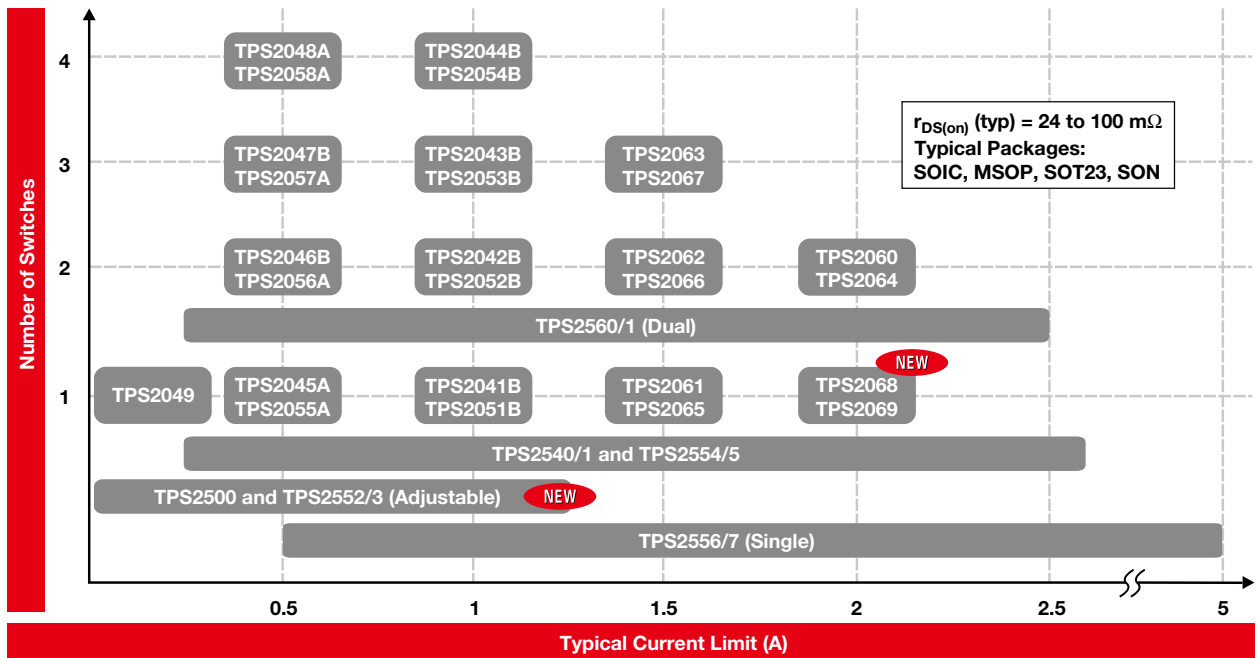 Number of Switches
4
TPS2048A
TPS2058A
TPS2044B
TPS2054B
r_DS(on) (typ) = 24 to 100 mΩ
Typical Packages:
SOIC, MSOP, SOT23, SON
3
TPS2047B
TPS2057A
TPS2043B
TPS2053B
TPS2063
TPS2067
2
TPS2046B
TPS2056A
TPS2042B
TPS2052B
TPS2062
TPS2066
TPS2060
TPS2064
TPS2560/1 (Dual)
NEW
1
TPS2049
TPS2045A
TPS2055A
TPS2041B
TPS2051B
TPS2061
TPS2065
TPS2068
TPS2069
TPS2540/1 and TPS2554/5
TPS2500 and TPS2552/3 (Adjustable)
NEW
TPS2556/7 (Single)
0.5
1
1.5
2
2.5
5
Typical Current Limit (A)